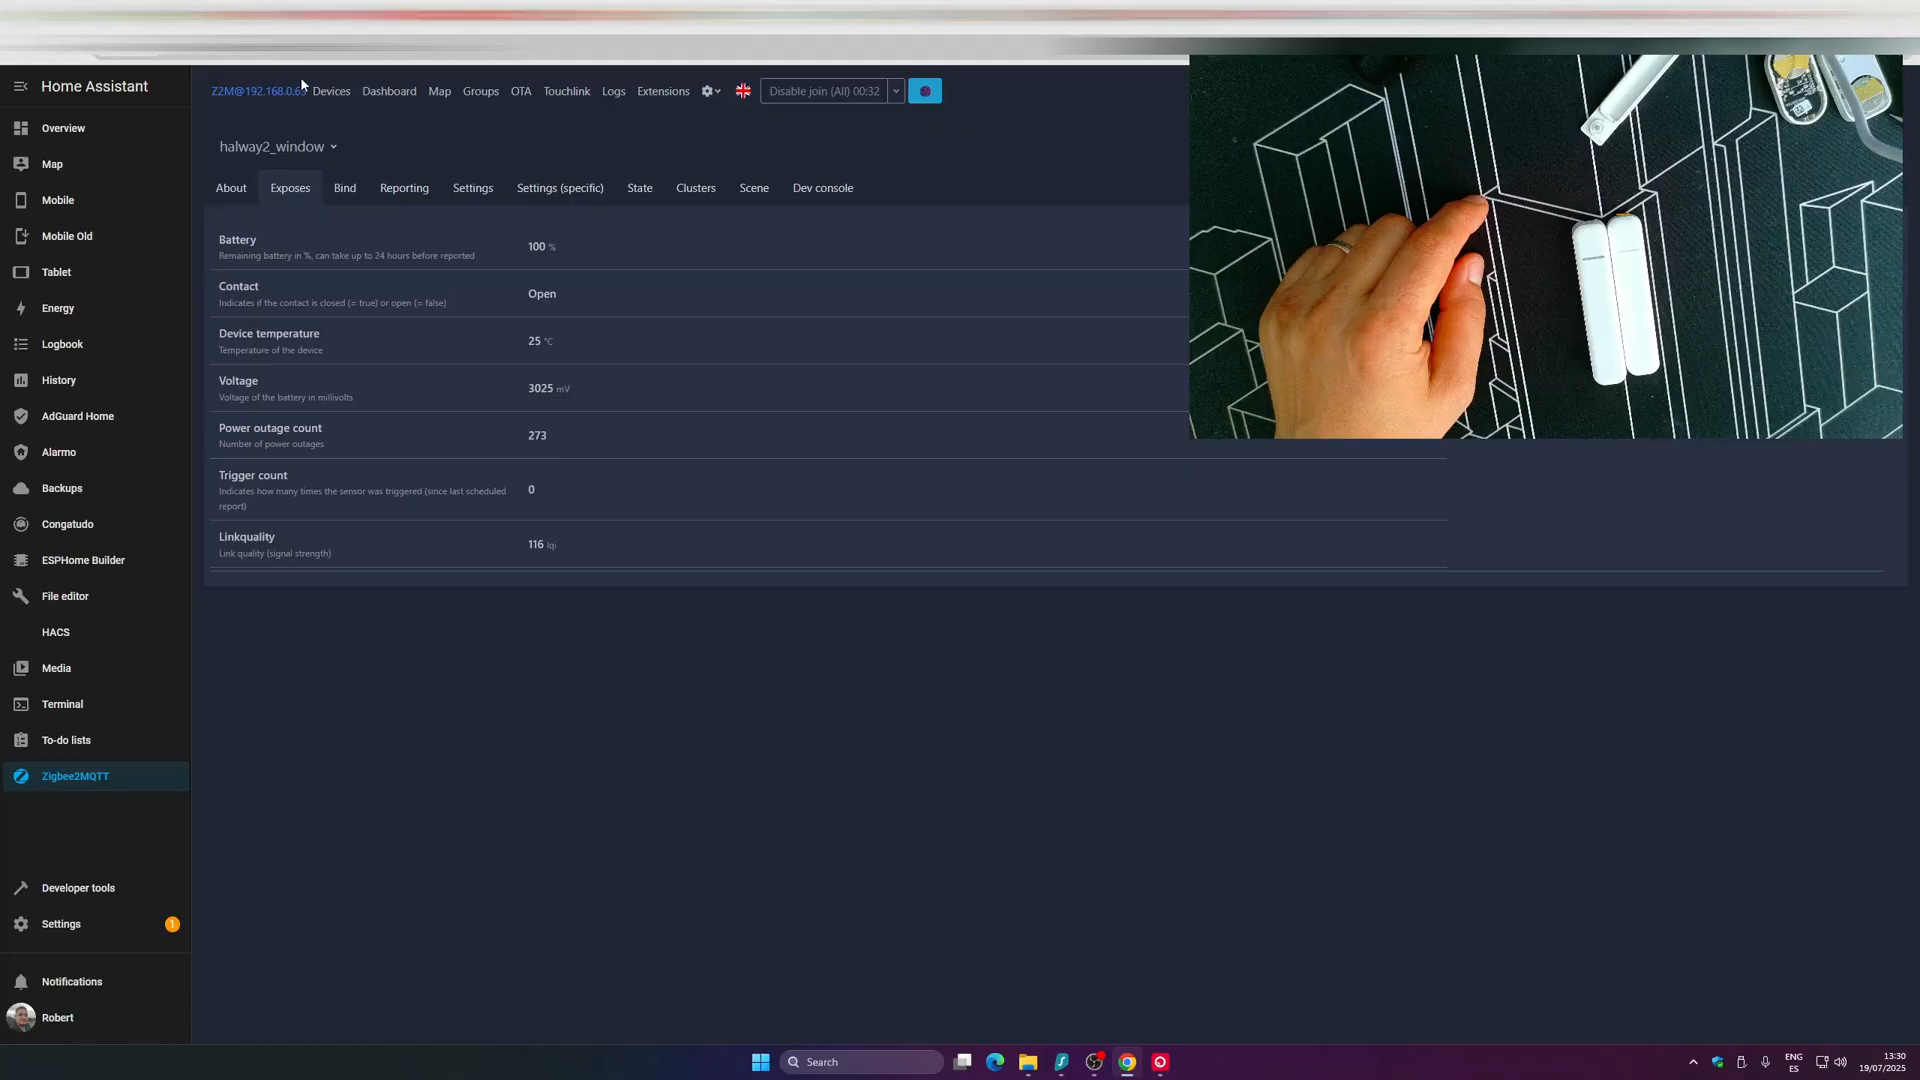 Home Assistant
Z2M@192.168.0.6
Devices
Dashboard
Map
Groups
OTA
Touchlink
Logs
Extensions
Disable join (All) 00:32
Overview
Map
Mobile
Mobile Old
Tablet
Energy
Logbook
History
AdGuard Home
Alarmo
Backups
Congatudo
ESPHome Builder
File editor
HACS
Media
Terminal
To-do lists
Zigbee2MQTT
Developer tools
Settings
1
Notifications
Robert
halway2_window
About
Exposes
Bind
Reporting
Settings
Settings (specific)
State
Clusters
Scene
Dev console
Battery
Remaining battery in %, can take up to 24 hours before reported
100 %
Contact
Indicates if the contact is closed (= true) or open (= false)
Open
Device temperature
Temperature of the device
25 °C
Voltage
Voltage of the battery in millivolts
3025 mV
Power outage count
Number of power outages
273
Trigger count
Indicates how many times the sensor was triggered (since last scheduled
report)
0
Linkquality
Link quality (signal strength)
116 lqi
Search
ENG
ES
13:30
19/07/2025